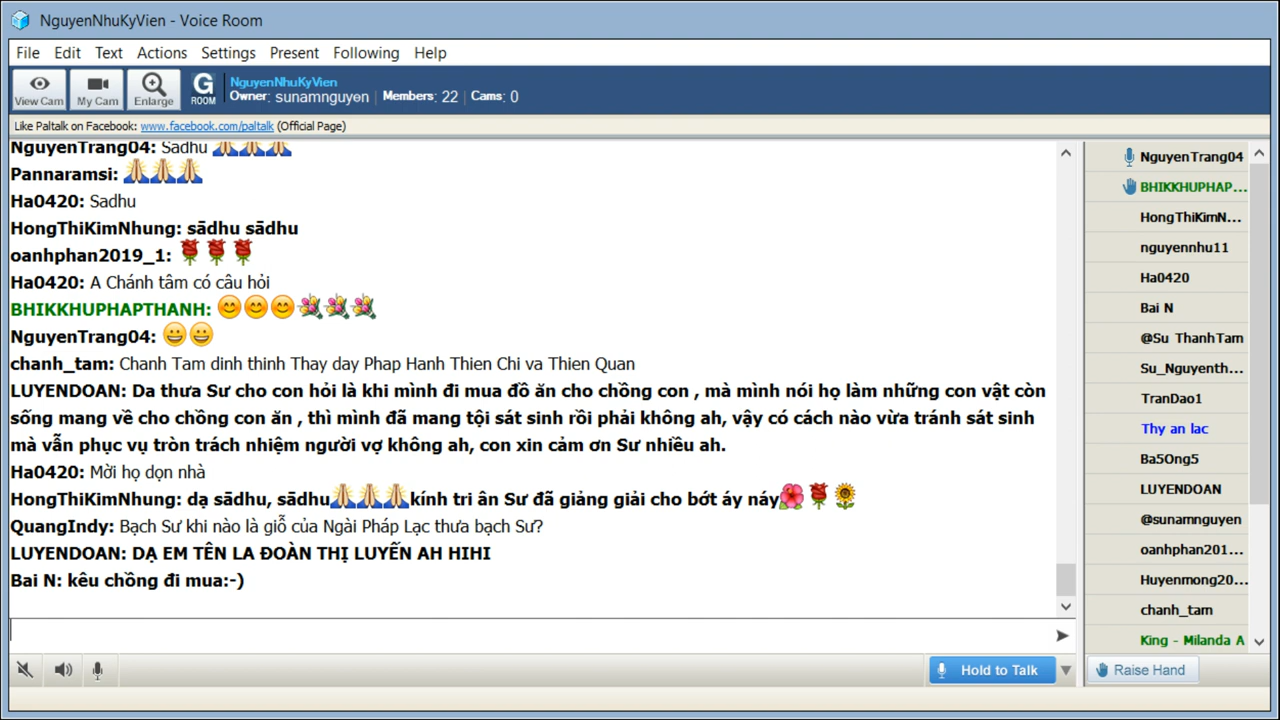 NguyenNhuKyVien - Voice Room
File Edit Text Actions Settings Present Following Help
View Cam My Cam Enlarge G ROOM
NguyenNhuKyVien
Owner: sunamnguyen | Members: 22 | Cams: 0
Like Paltalk on Facebook: www.facebook.com/paltalk (Official Page)
NguyenTrang04: Sadhu 🙏🙏🙏
Pannaramsi: 🙏🙏🙏
Ha0420: Sadhu
HongThiKimNhung: sādhu sādhu
oanhphan2019_1: 🌹🌹🌹
Ha0420: A Chánh tâm có câu hỏi
BHIKKHUPHAPTHANH: 😊😊😊💐💐💐
NguyenTrang04: 😀😀
chanh_tam: Chanh Tam dinh thinh Thay day Phap Hanh Thien Chi va Thien Quan
LUYENDOAN: Da thưa Sư cho con hỏi là khi mình đi mua đồ ăn cho chồng con , mà mình nói họ làm những con vật còn
sống mang về cho chồng con ăn , thì mình đã mang tội sát sinh rồi phải không ah, vậy có cách nào vừa tránh sát sinh
mà vẫn phục vụ tròn trách nhiệm người vợ không ah, con xin cảm ơn Sư nhiều ah.
Ha0420: Mời họ dọn nhà
HongThiKimNhung: dạ sādhu, sādhu🙏🙏🙏kính tri ân Sư đã giảng giải cho bớt áy náy🌺🌹🌻
QuangIndy: Bạch Sư khi nào là giỗ của Ngài Pháp Lạc thưa bạch Sư?
LUYENDOAN: DẠ EM TÊN LA ĐOÀN THỊ LUYẾN AH HIHI
Bai N: kêu chồng đi mua:-)
Hold to Talk
NguyenTrang04
BHIKKHUPHAP...
HongThiKimN...
nguyennhu11
Ha0420
Bai N
@Su ThanhTam
Su_Nguyenth...
TranDao1
Thy an lac
Ba5Ong5
LUYENDOAN
@sunamnguyen
oanhphan201...
Huyenmong20...
chanh_tam
King - Milanda A
Raise Hand